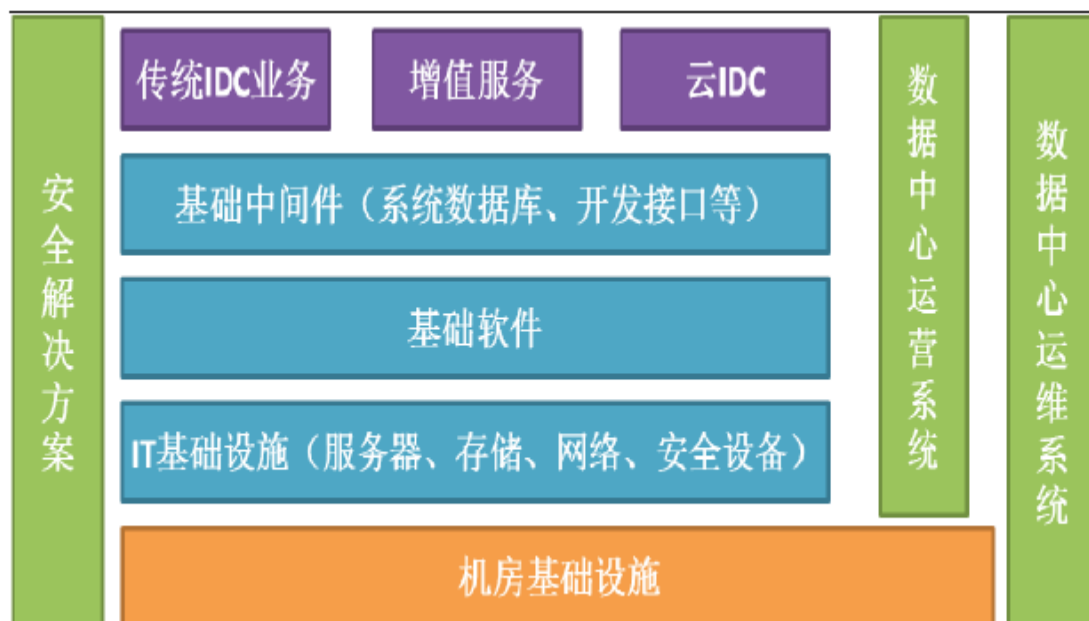 安全解决方案
传统IDC业务
增值服务
云IDC
基础中间件（系统数据库、开发接口等）
基础软件
IT基础设施（服务器、存储、网络、安全设备）
机房基础设施
数据中心运营系统
数据中心运维系统